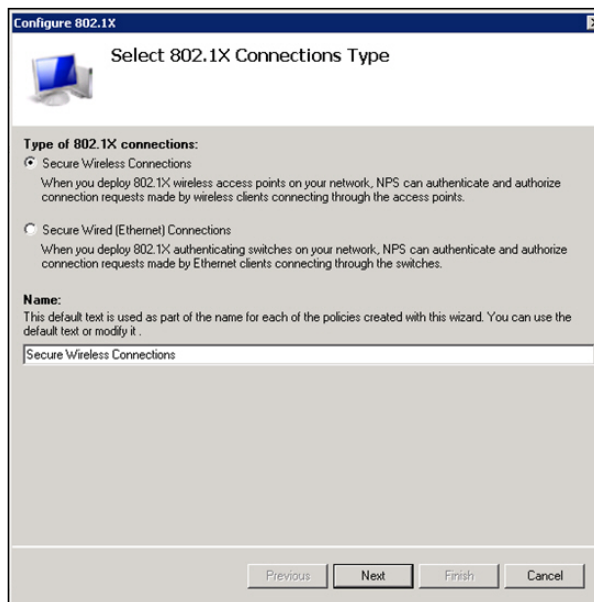 Configure 802.1X
Select 802.1X Connections Type
Type of 802.1X connections:
Secure Wireless Connections
When you deploy 802.1X wireless access points on your network, NPS can authenticate and authorize
connection requests made by wireless clients connecting through the access points.
Secure Wired (Ethernet) Connections
When you deploy 802.1X authenticating switches on your network, NPS can authenticate and authorize
connection requests made by Ethernet clients connecting through the switches.
Name:
This default text is used as part of the name for each of the policies created with this wizard. You can use the
default text or modify it .
Secure Wireless Connections
Previous
Next
Finish
Cancel